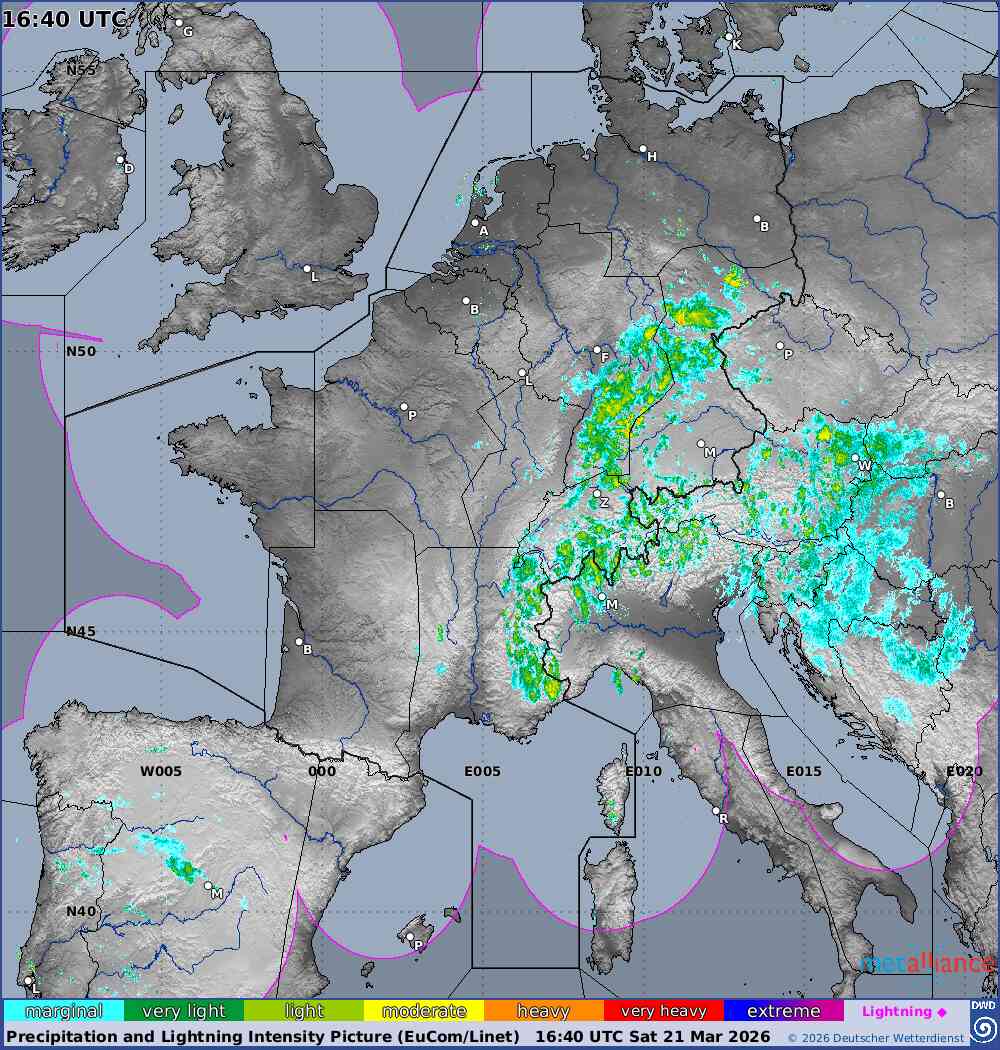 16:40 UTC
G
K
N55
D
H
A
B
L
B
N50
F
P
L
P
M
W
Z
B
M
N45
B
W005
000
E005
E010
E015
E020
R
M
N40
P
L
metalliance
marginal
very light
light
moderate
heavy
very heavy
extreme
Lightning ◆
DWD
Precipitation and Lightning Intensity Picture (EuCom/Linet) 16:40 UTC Sat 21 Mar 2026 © 2026 Deutscher Wetterdienst